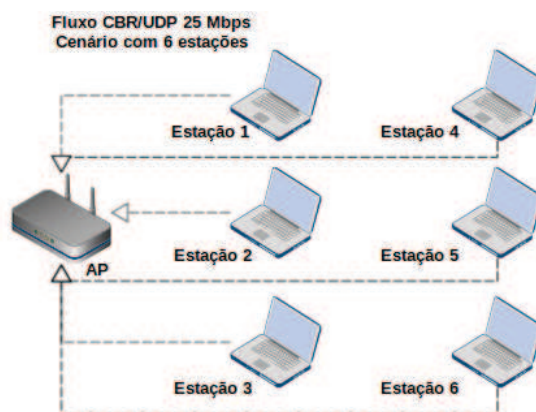 Fluxo CBR/UDP 25 Mbps
Cenário com 6 estações
Estação 1
Estação 4
Estação 2
Estação 5
AP
Estação 3
Estação 6